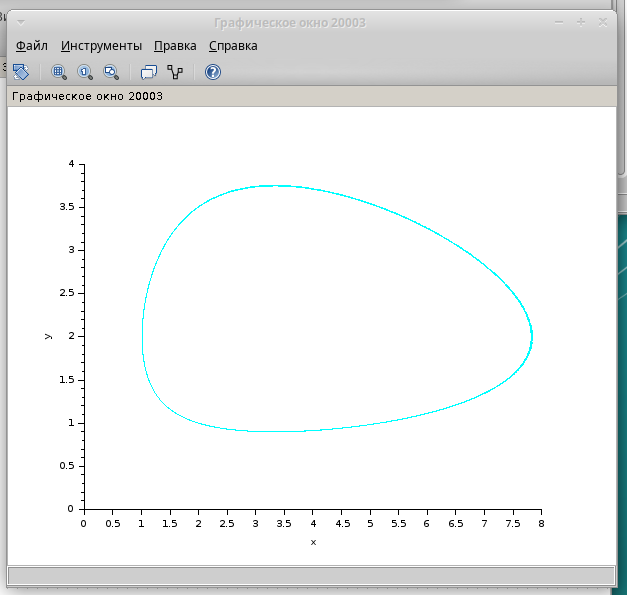 Графическое окно 20003
Файл Инструменты Правка Справка
Графическое окно 20003
4
3.5
3
2.5
y
2
1.5
1
0.5
0
0 0.5 1 1.5 2 2.5 3 3.5 4 4.5 5 5.5 6 6.5 7 7.5 8
x